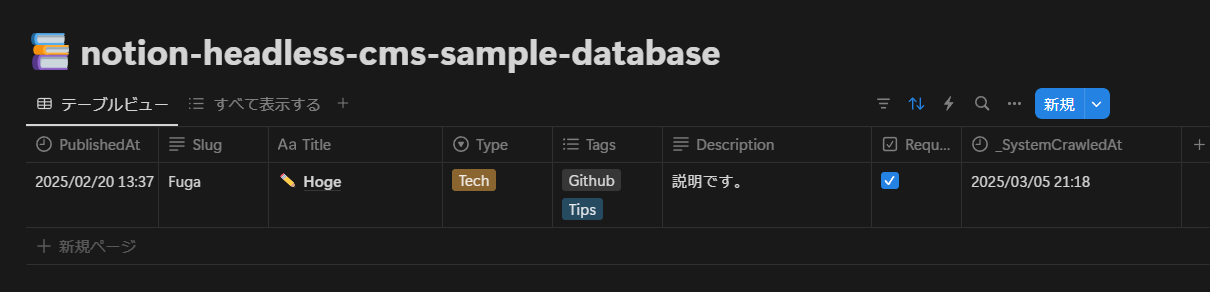 notion-headless-cms-sample-database
テーブルビュー すべて表示する
新規
PublishedAt Slug Aa Title Type Tags Description Requ... _SystemCrawledAt
2025/02/20 13:37 Fuga Hoge Tech Github 説明です。 2025/03/05 21:18
Tips
新規ページ